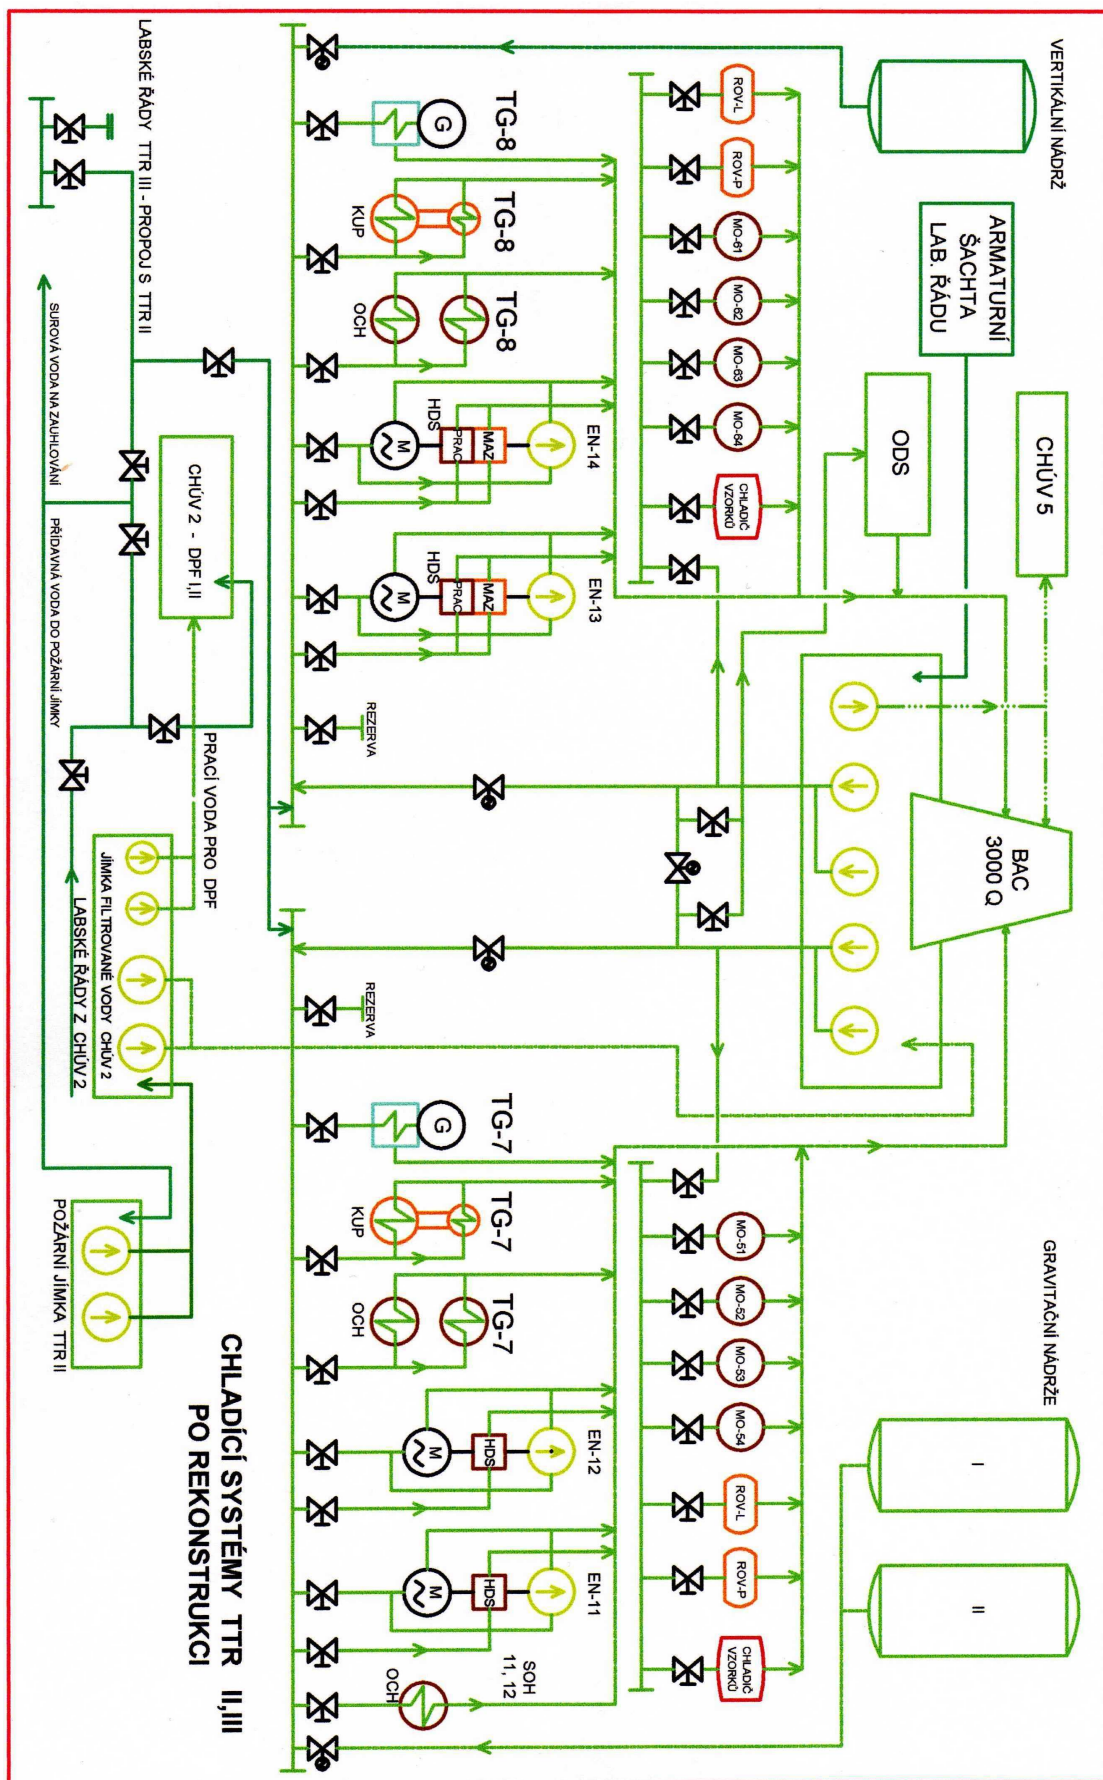 VERTIKÁLNÍ NÁDRŽ
GRAVITAČNÍ NÁDRŽE
CHÚV 5
ARMATURNÍ
ŠACHTA
LAB. ŘÁDU
BAC
3000 Q
I
II
ODS
ROV-L
ROV-P
MO-61
MO-62
MO-63
MO-64
CHLADIČ
VZORKŮ
MO-51
MO-52
MO-53
MO-54
ROV-L
ROV-P
CHLADIČ
VZORKŮ
EN-14
EN-13
EN-12
EN-11
SOH
11, 12
TG-8
TG-8
TG-8
TG-7
TG-7
TG-7
G
KUP
OCH
HDS
M
PRAC
MAZ
HDS
M
PRAC
MAZ
REZERVA
REZERVA
G
KUP
OCH
M
HDS
M
HDS
OCH
CHLADÍCÍ SYSTÉMY TTR II,III
PO REKONSTRUKCI
LABSKÉ ŘÁDY TTR III - PROPOJ S TTR II
CHÚV 2 - DPF I,II
PRACÍ VODA PRO DPF
JÍMKA FILTROVANÉ VODY CHÚV 2
LABSKÉ ŘÁDY Z CHÚV 2
SUROVÁ VODA NA ZAUHLOVÁNÍ
PŘÍDAVNÁ VODA DO POŽÁRNÍ JÍMKY
POŽÁRNÍ JÍMKA TTR II